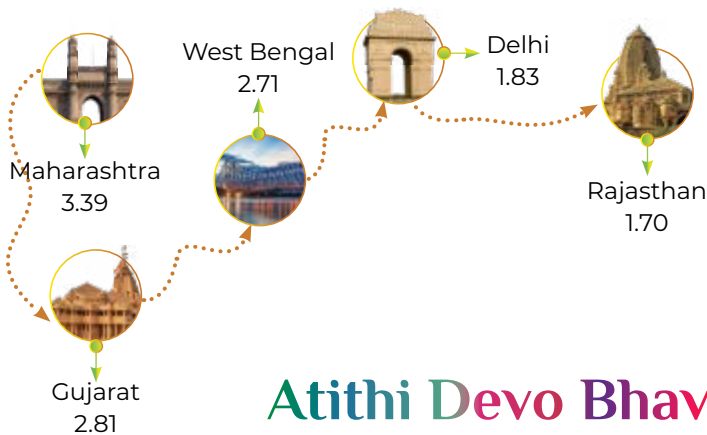 Maharashtra
3.39
Gujarat
2.81
West Bengal
2.71
Delhi
1.83
Rajasthan
1.70
Atithi Devo Bhav